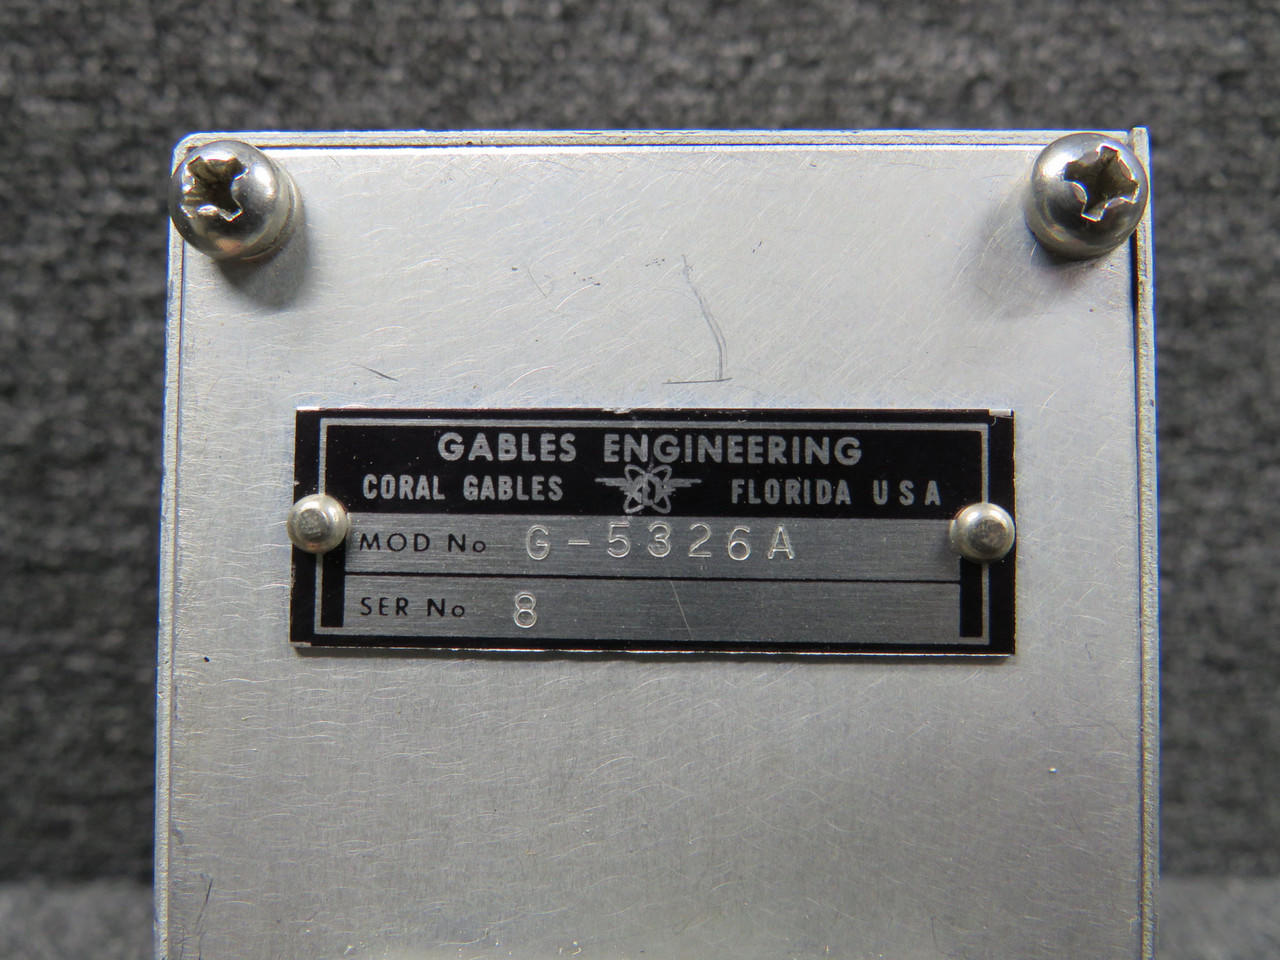 GABLES ENGINEERING
CORAL GABLES FLORIDA USA
MOD No G-5326A
SER No 8